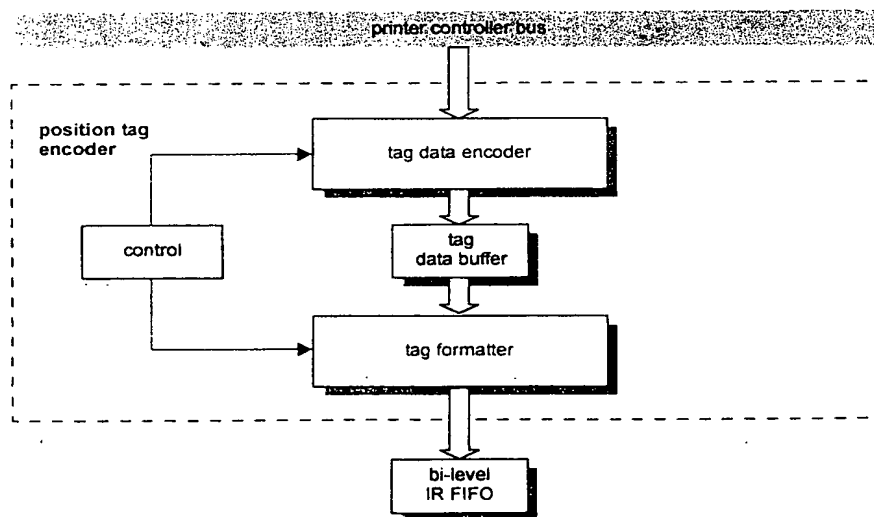 printer controller bus
position tag
encoder
tag data encoder
control
tag
data buffer
tag formatter
bi-level
IR FIFO